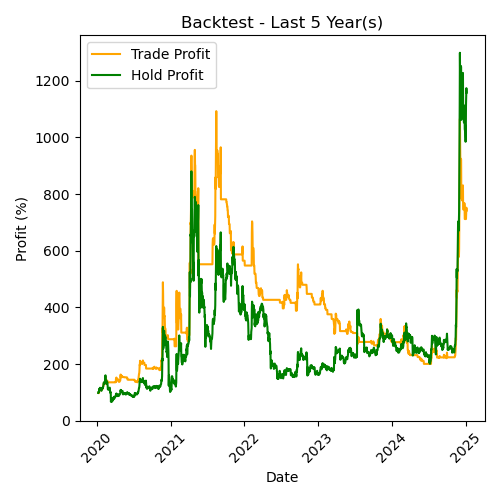 Backtest - Last 5 Year(s)
Trade Profit
Hold Profit
Profit (%)
1200
1000
800
600
400
200
0
2020
2021
2022
2023
2024
2025
Date